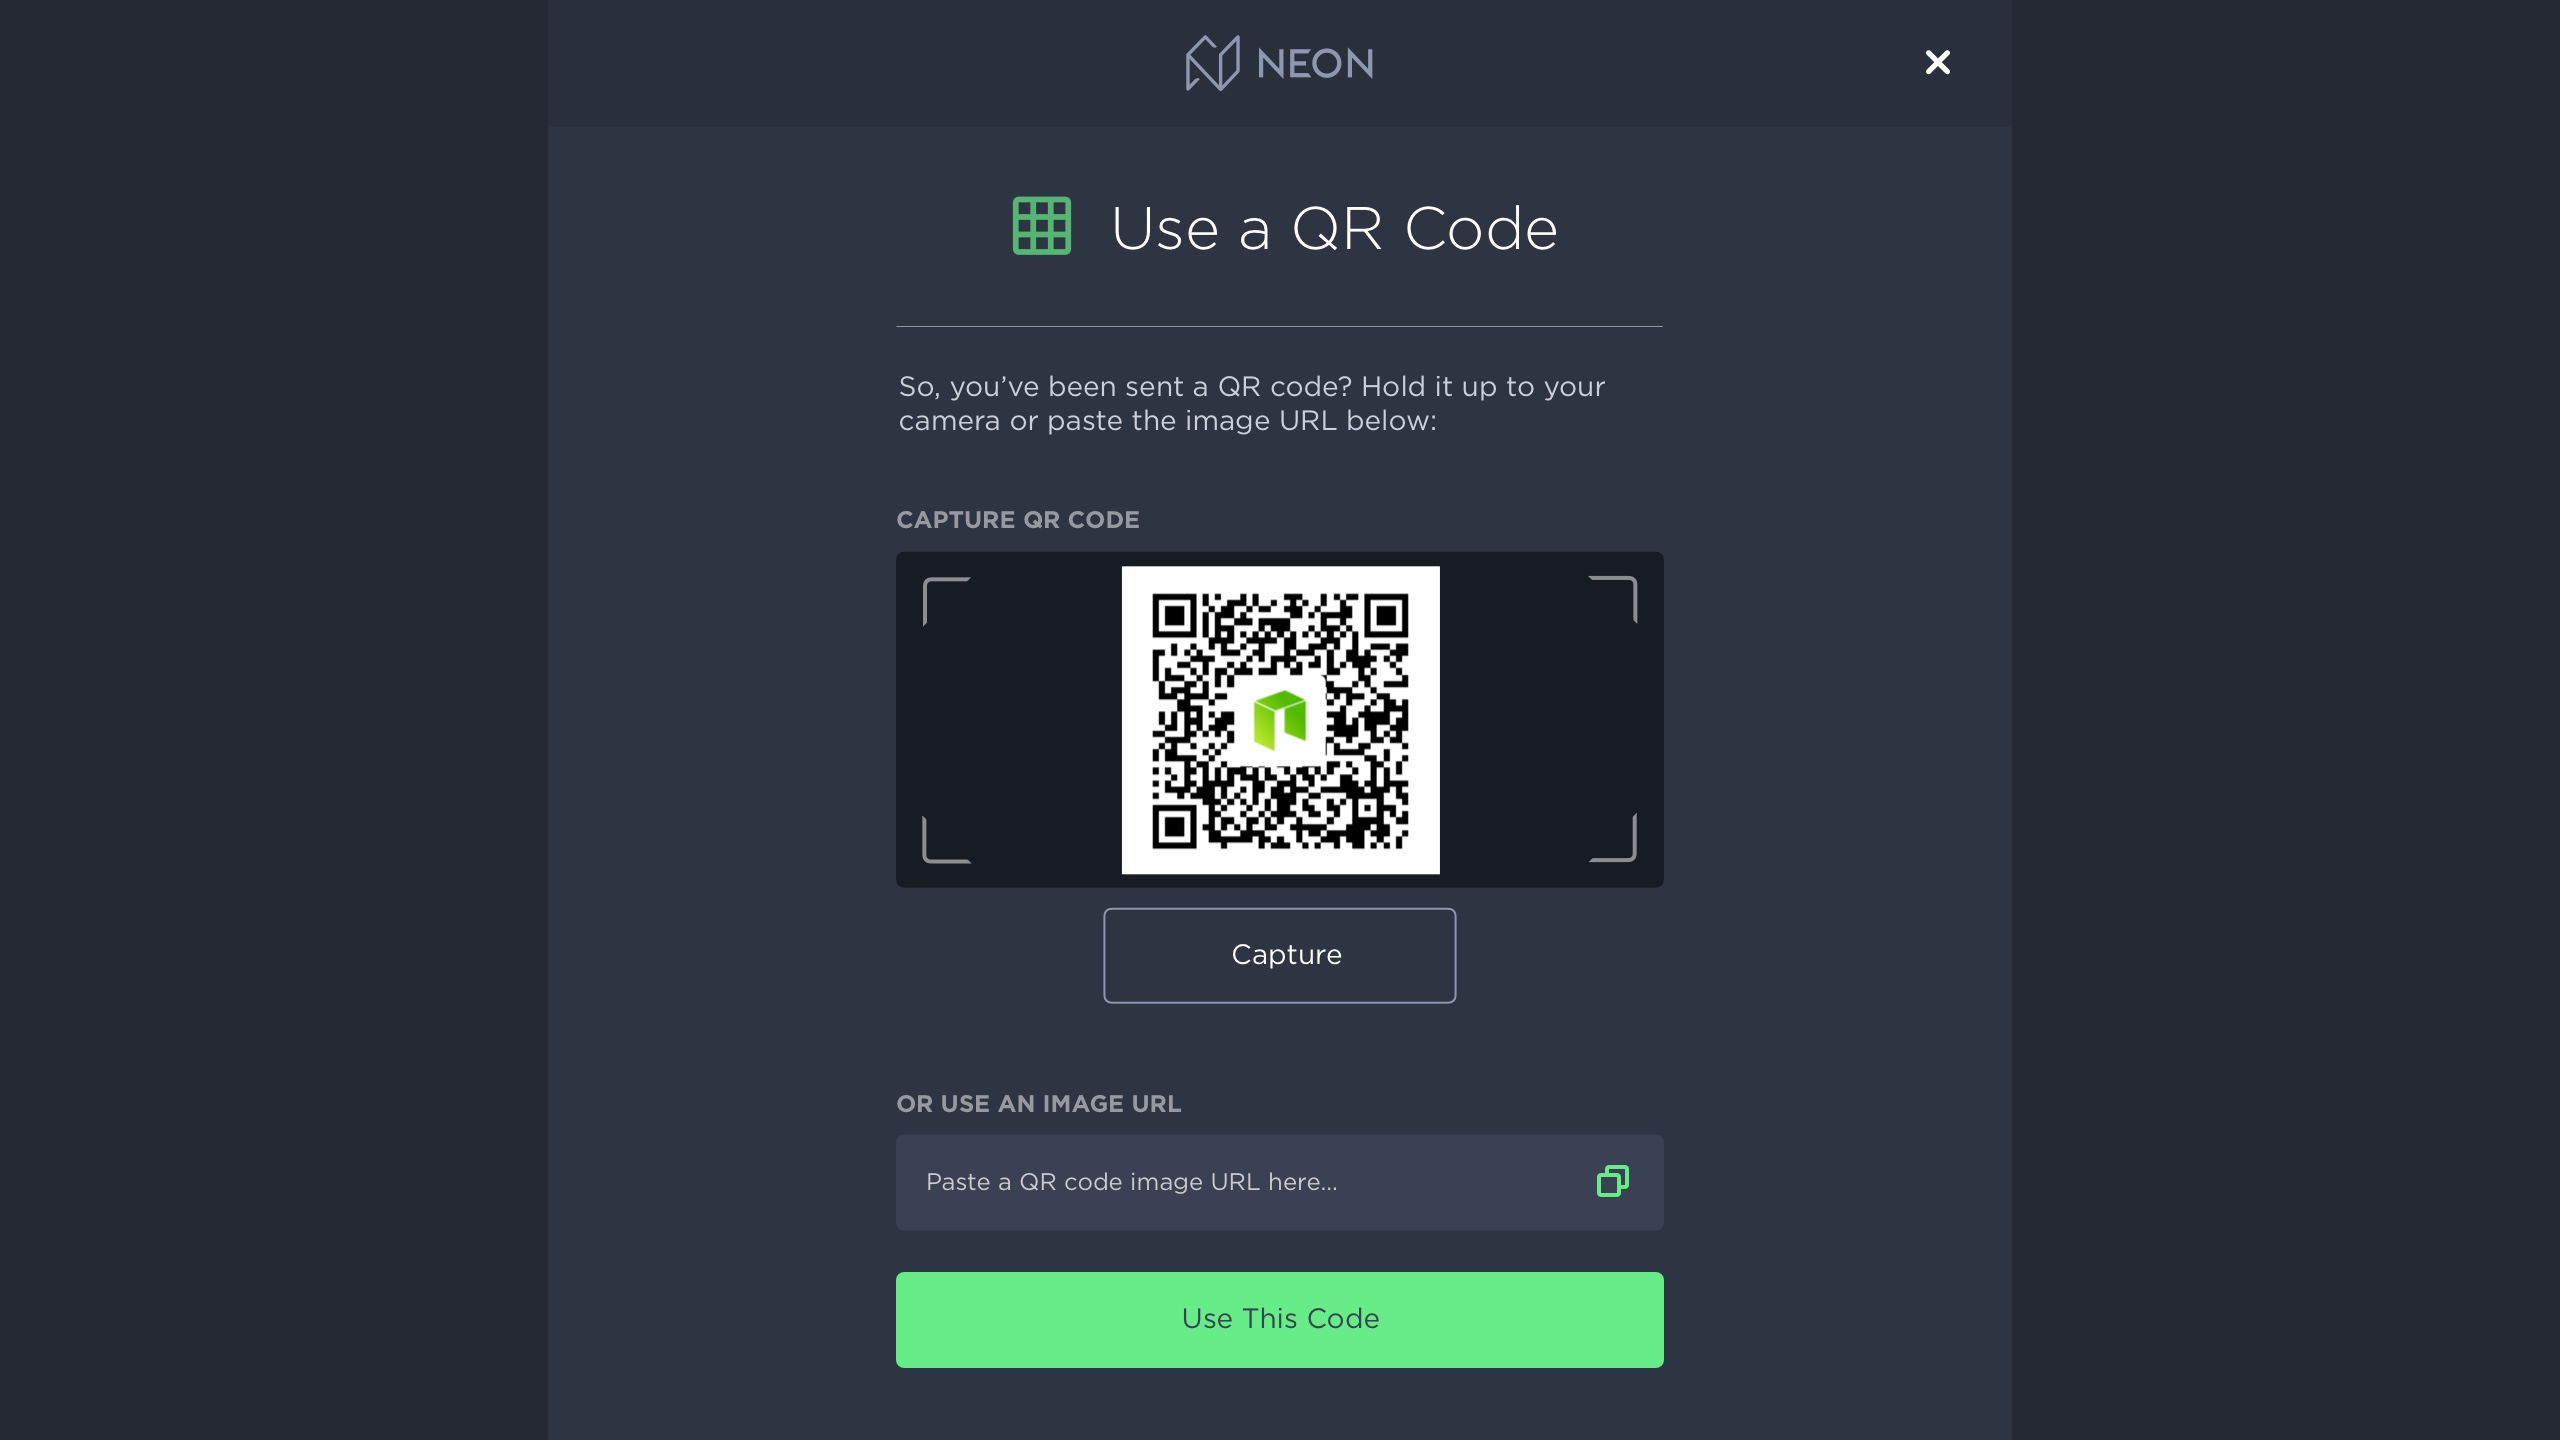 NEON
Use a QR Code
So, you’ve been sent a QR code? Hold it up to your
camera or paste the image URL below:
CAPTURE QR CODE
Capture
OR USE AN IMAGE URL
Paste a QR code image URL here...
Use This Code